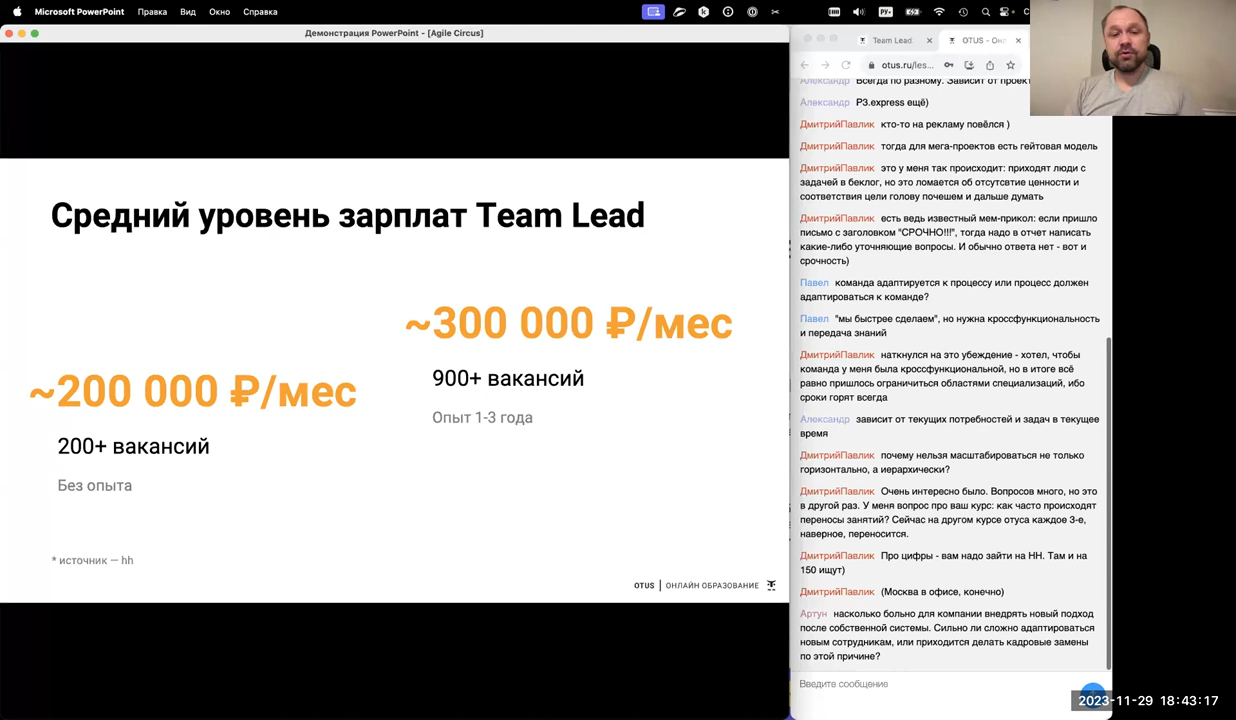 Microsoft PowerPoint Правка Вид Окно Справка
Демонстрация PowerPoint - [Agile Circus]
Средний уровень зарплат Team Lead
~300 000 ₽/мес
900+ вакансий
Опыт 1-3 года
~200 000 ₽/мес
200+ вакансий
Без опыта
* источник — hh
OTUS | ОНЛАЙН ОБРАЗОВАНИЕ
РУ
Team Lead.
OTUS - Онл
otus.ru/les...
Александр Всегда по разному. Зависит от проект
Александр P3.express ещё)
ДмитрийПавлик кто-то на рекламу повёлся )
ДмитрийПавлик тогда для мега-проектов есть гейтовая модель
ДмитрийПавлик это у меня так происходит: приходят люди с
задачей в беклог, но это ломается об отсутсвтие ценности и
соответствия цели голову почешем и дальше думать
ДмитрийПавлик есть ведь известный мем-прикол: если пришло
письмо с заголовком "СРОЧНО!!!", тогда надо в отчет написать
какие-либо уточняющие вопросы. И обычно ответа нет - вот и
срочность)
Павел команда адаптируется к процессу или процесс должен
адаптироваться к команде?
Павел "мы быстрее сделаем", но нужна кроссфункциональность
и передача знаний
ДмитрийПавлик наткнулся на это убеждение - хотел, чтобы
команда у меня была кроссфункциональной, но в итоге всё
равно пришлось ограничиться областями специализаций, ибо
сроки горят всегда
Александр зависит от текущих потребностей и задач в текущее
время
ДмитрийПавлик почему нельзя масштабироваться не только
горизонтально, а иерархически?
ДмитрийПавлик Очень интересно было. Вопросов много, но это
в другой раз. У меня вопрос про ваш курс: как часто происходят
переносы занятий? Сейчас на другом курсе отуса каждое 3-е,
наверное, переносится.
ДмитрийПавлик Про цифры - вам надо зайти на HH. Там и на
150 ищут)
ДмитрийПавлик (Москва в офисе, конечно)
Артун насколько больно для компании внедрять новый подход
после собственной системы. Сильно ли сложно адаптироваться
новым сотрудникам, или приходится делать кадровые замены
по этой причине?
Введите сообщение
2023-11-29 18:43:17